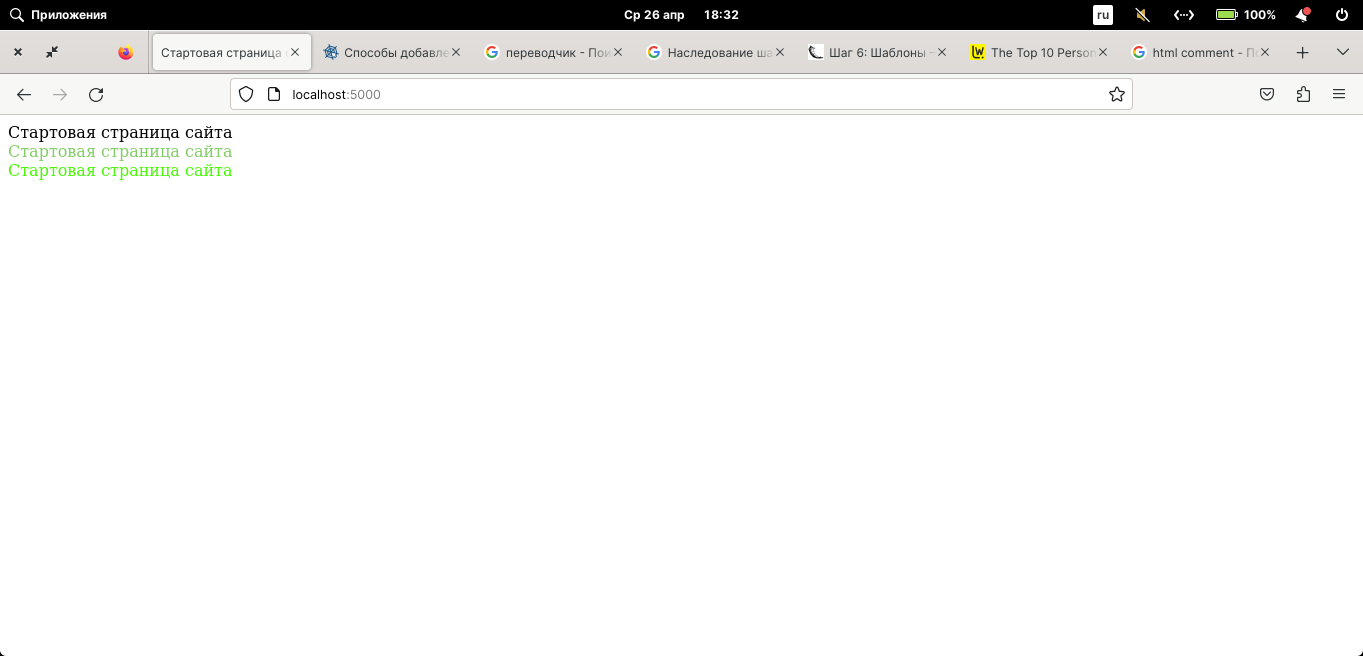 Приложения Ср 26 апр 18:32 ru 100%
Стартовая страница Способы добавле переводчик - Пои Наследование ша Шаг 6: Шаблоны The Top 10 Person html comment - По
localhost:5000
Стартовая страница сайта
Стартовая страница сайта
Стартовая страница сайта